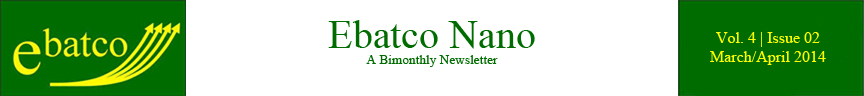 ebatco
Ebatco Nano
A Bimonthly Newsletter
Vol. 4 | Issue 02
March/April 2014